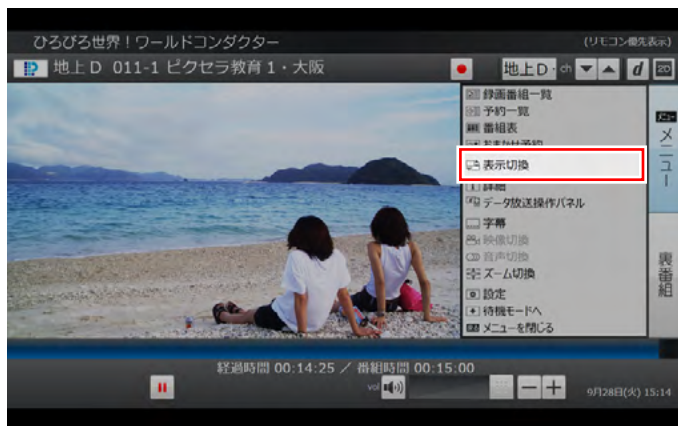 ひろびろ世界！ワールドコンダクター
(リモコン優先表示)
地上D 011-1 ピクセラ教育1・大阪
地上D ch d 2D
録画番組一覧
予約一覧
番組表
おまかせ予約
表示切換
詳細
データ放送操作パネル
字幕
映像切換
音声切換
ズーム切換
設定
待機モードへ
メニューを閉じる
メニュー
裏番組
経過時間 00:14:25 ／ 番組時間 00:15:00
vol
9月28日(火) 15:14